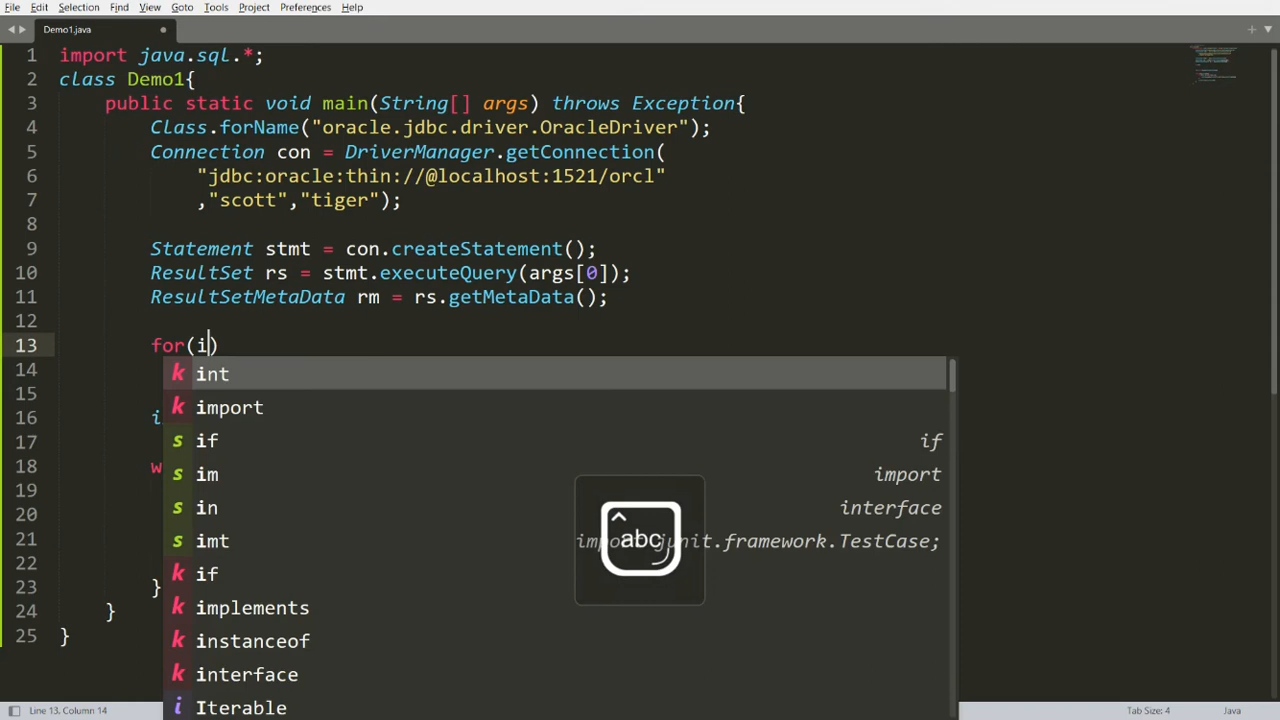 File Edit Selection Find View Goto Tools Project Preferences Help
Demo1.java
1 import java.sql.*;
2 class Demo1{
3 public static void main(String[] args) throws Exception{
4 Class.forName("oracle.jdbc.driver.OracleDriver");
5 Connection con = DriverManager.getConnection(
6 "jdbc:oracle:thin://@localhost:1521/orcl"
7 ,"scott","tiger");
8
9 Statement stmt = con.createStatement();
10 ResultSet rs = stmt.executeQuery(args[0]);
11 ResultSetMetaData rm = rs.getMetaData();
12
13 for(i)
14
15
16 i
17
18 w
19
20
21
22
23 }
24 }
25 }
k int
k import
s if if
s im import
s in interface
s imt import junit.framework.TestCase;
k if
k implements
k instanceof
k interface
i Iterable
abc
Line 13, Column 14 Tab Size: 4 Java